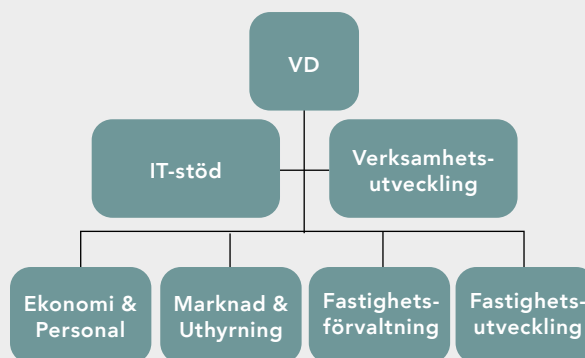 VD
IT-stöd
Verksamhets-
utveckling
Ekonomi &
Personal
Marknad &
Uthyrning
Fastighets-
förvaltning
Fastighets-
utveckling